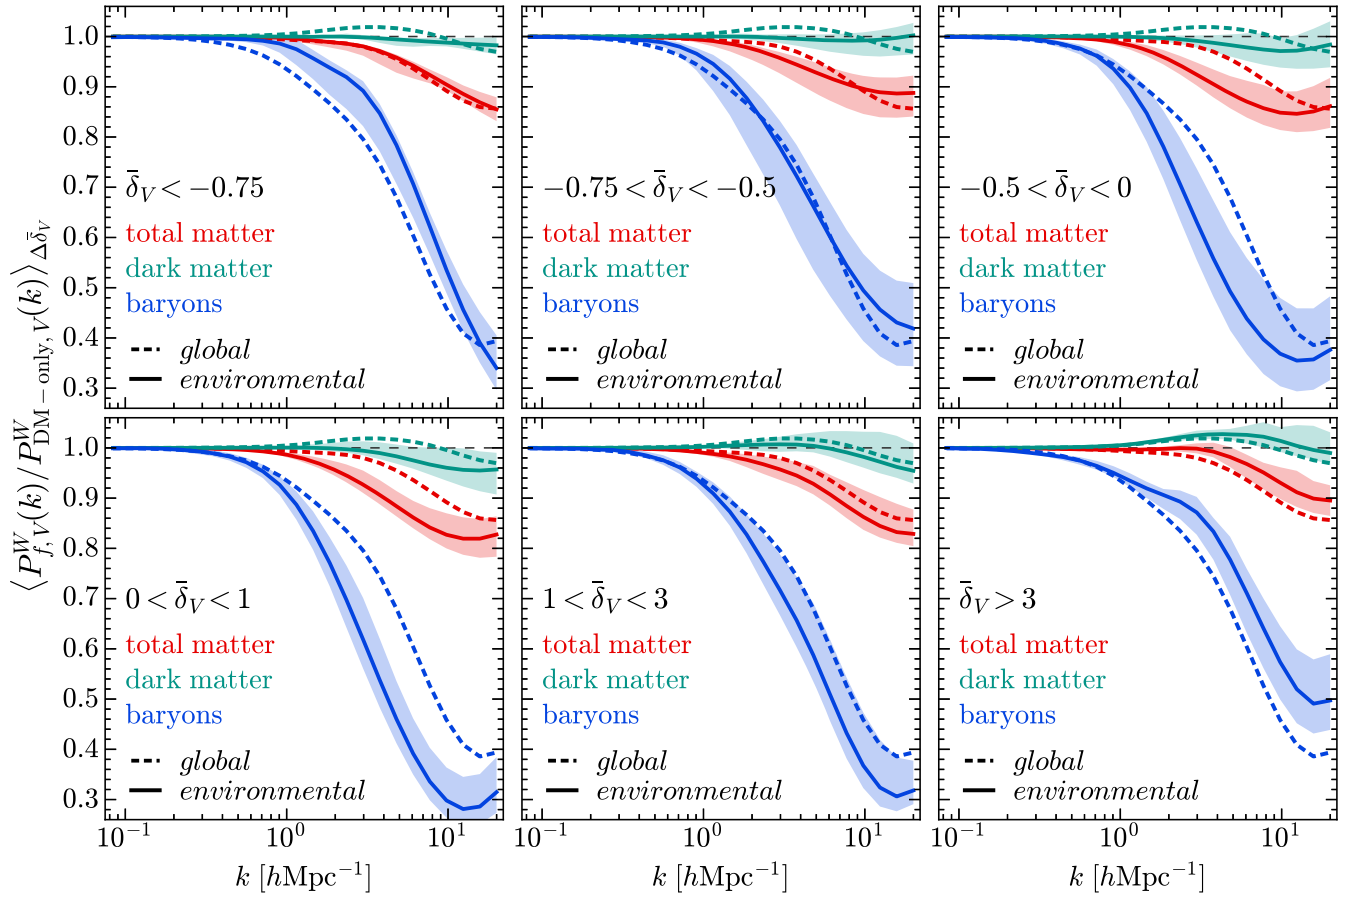 ⟨P^W_{f,V}(k)/P^W_{DM−only,V}(k)⟩_{Δδ̄_V}
1.0
0.9
0.8
0.7
0.6
0.5
0.4
0.3
δ̄_V < −0.75
total matter
dark matter
baryons
global
environmental
−0.75 < δ̄_V < −0.5
total matter
dark matter
baryons
global
environmental
−0.5 < δ̄_V < 0
total matter
dark matter
baryons
global
environmental
1.0
0.9
0.8
0.7
0.6
0.5
0.4
0.3
0 < δ̄_V < 1
total matter
dark matter
baryons
global
environmental
1 < δ̄_V < 3
total matter
dark matter
baryons
global
environmental
δ̄_V > 3
total matter
dark matter
baryons
global
environmental
10^{−1} 10^0 10^1 10^{−1} 10^0 10^1 10^{−1} 10^0 10^1
k [hMpc^{−1}] k [hMpc^{−1}] k [hMpc^{−1}]